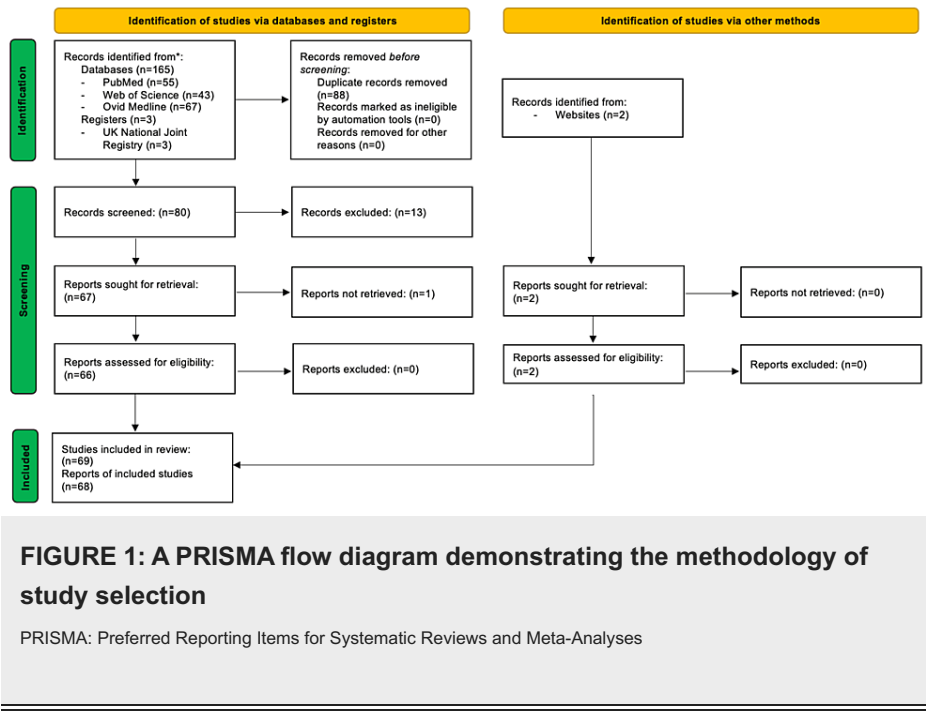 Identification of studies via databases and registers
Identification of studies via other methods
Identification
Records identified from*:
Databases (n=165)
- PubMed (n=55)
- Web of Science (n=43)
- Ovid Medline (n=67)
Registers (n=3)
- UK National Joint
Registry (n=3)
Records removed before
screening:
Duplicate records removed
(n=88)
Records marked as ineligible
by automation tools (n=0)
Records removed for other
reasons (n=0)
Records identified from:
- Websites (n=2)
Screening
Records screened: (n=80)
Records excluded: (n=13)
Reports sought for retrieval:
(n=67)
Reports not retrieved: (n=1)
Reports sought for retrieval:
(n=2)
Reports not retrieved: (n=0)
Reports assessed for eligibility:
(n=66)
Reports excluded: (n=0)
Reports assessed for eligibility:
(n=2)
Reports excluded: (n=0)
Included
Studies included in review:
(n=69)
Reports of included studies
(n=68)
FIGURE 1: A PRISMA flow diagram demonstrating the methodology of
study selection
PRISMA: Preferred Reporting Items for Systematic Reviews and Meta-Analyses